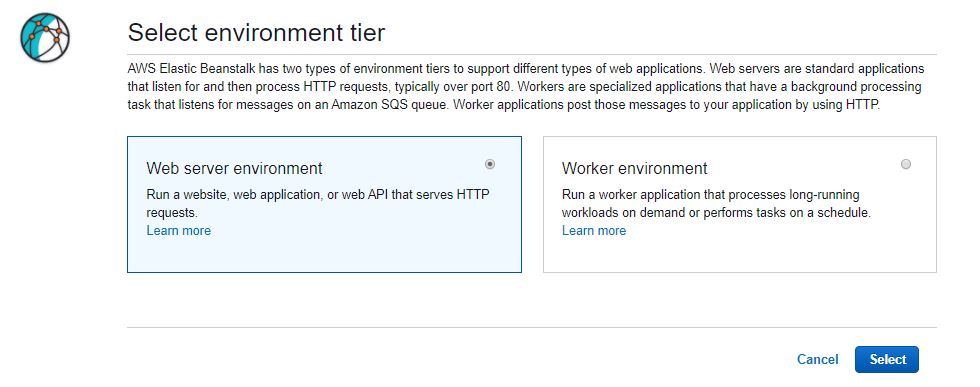 Select environment tier
AWS Elastic Beanstalk has two types of environment tiers to support different types of web applications. Web servers are standard applications
that listen for and then process HTTP requests, typically over port 80. Workers are specialized applications that have a background processing
task that listens for messages on an Amazon SQS queue. Worker applications post those messages to your application by using HTTP.
Web server environment
Run a website, web application, or web API that serves HTTP
requests.
Learn more
Worker environment
Run a worker application that processes long-running
workloads on demand or performs tasks on a schedule.
Learn more
Cancel
Select